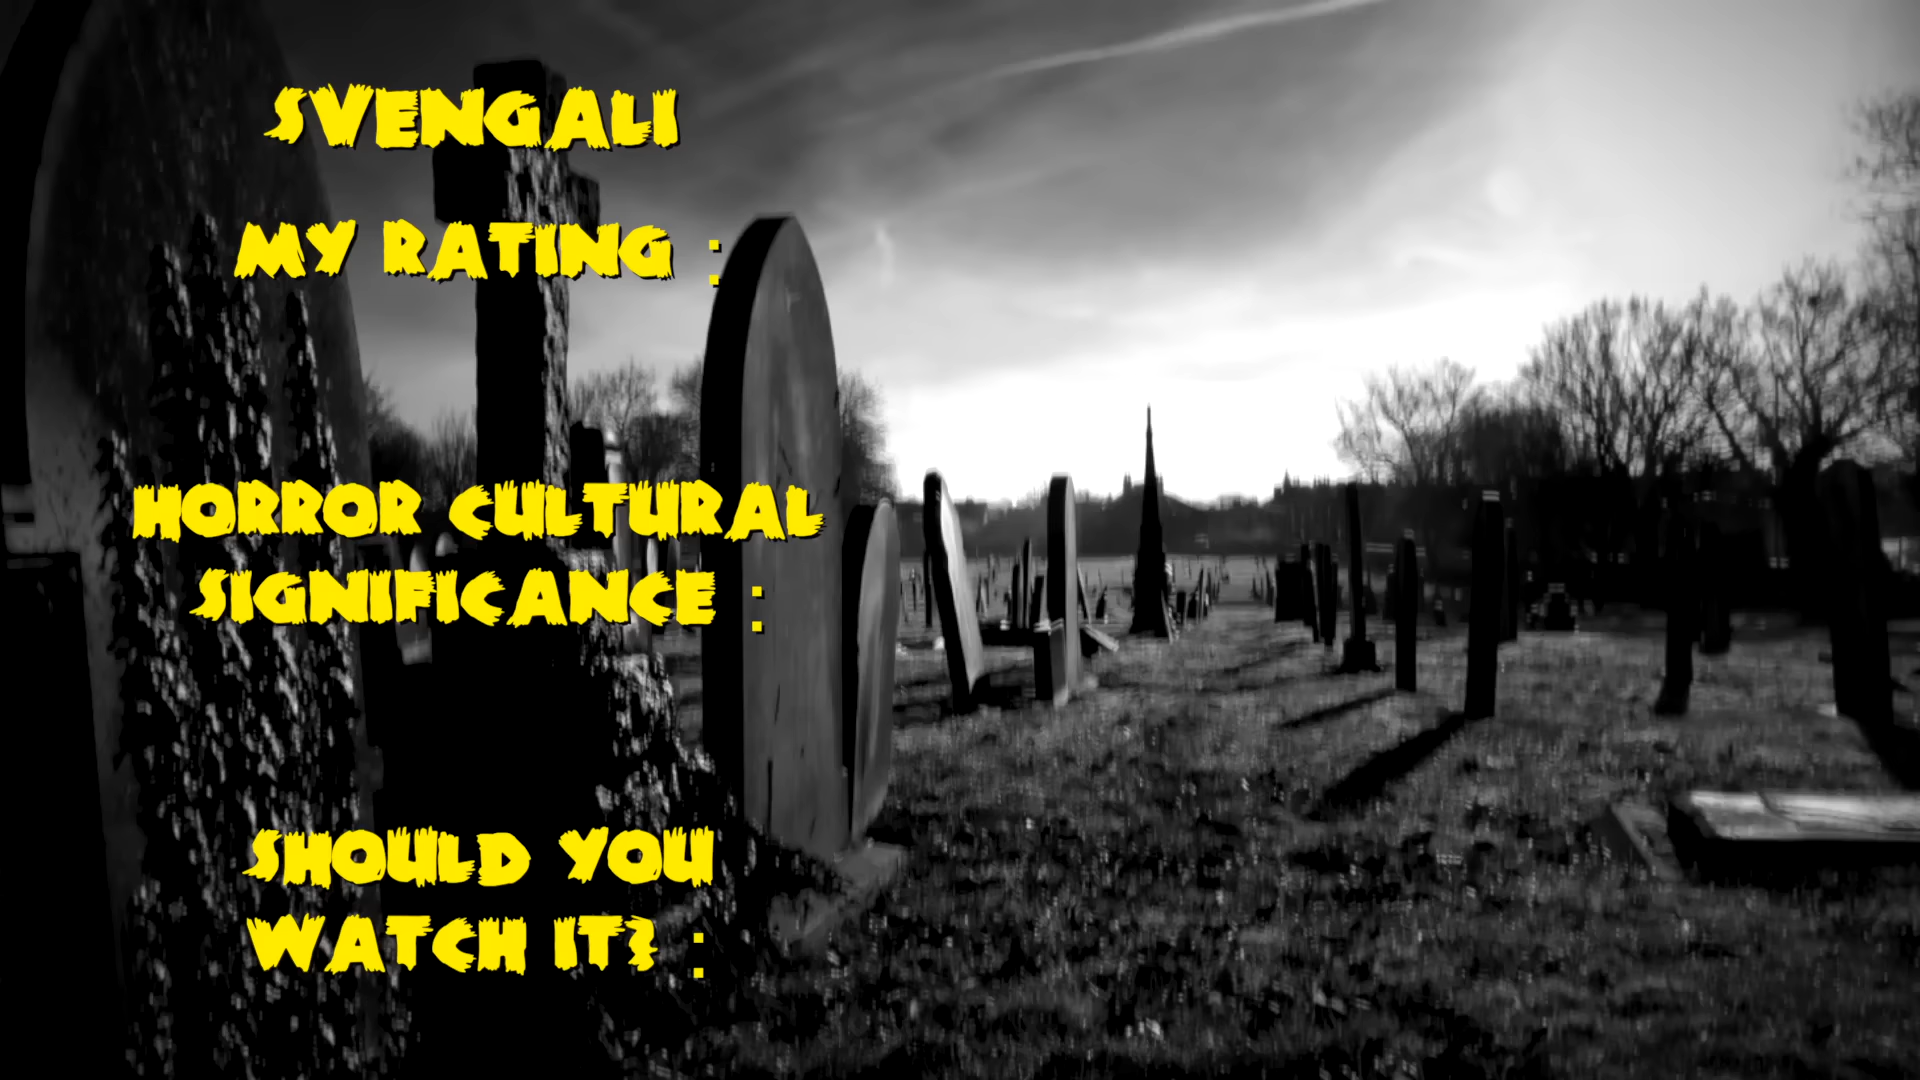 SVENGALI
MY RATING :
HORROR CULTURAL
SIGNIFICANCE :
SHOULD YOU
WATCH IT? :